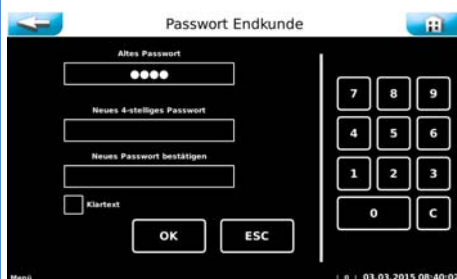 Passwort Endkunde
Altes Passwort
●●●●
7 8 9
Neues 4-stelliges Passwort
4 5 6
Neues Passwort bestätigen
1 2 3
Klartext
0 C
OK ESC
Menü
03.03.2015 08:40:02